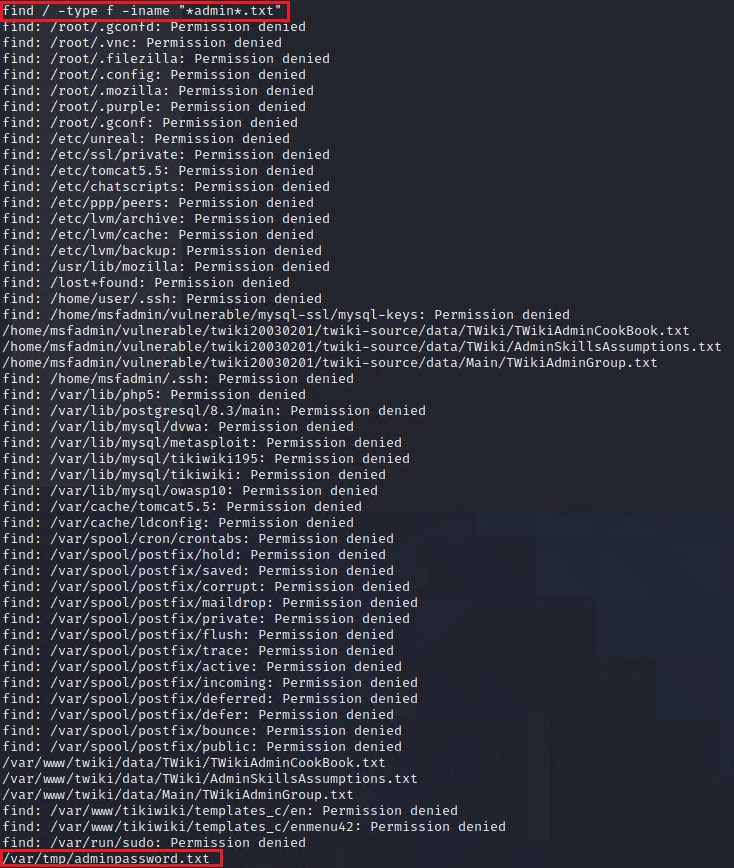 find / -type f -iname "*admin*.txt"
find: /root/.gconfd: Permission denied
find: /root/.vnc: Permission denied
find: /root/.filezilla: Permission denied
find: /root/.config: Permission denied
find: /root/.mozilla: Permission denied
find: /root/.purple: Permission denied
find: /root/.gconf: Permission denied
find: /etc/unreal: Permission denied
find: /etc/ssl/private: Permission denied
find: /etc/tomcat5.5: Permission denied
find: /etc/chatscripts: Permission denied
find: /etc/ppp/peers: Permission denied
find: /etc/lvm/archive: Permission denied
find: /etc/lvm/cache: Permission denied
find: /etc/lvm/backup: Permission denied
find: /usr/lib/mozilla: Permission denied
find: /lost+found: Permission denied
find: /home/user/.ssh: Permission denied
find: /home/msfadmin/vulnerable/mysql-ssl/mysql-keys: Permission denied
/home/msfadmin/vulnerable/twiki20030201/twiki-source/data/TWiki/TWikiAdminCookBook.txt
/home/msfadmin/vulnerable/twiki20030201/twiki-source/data/TWiki/AdminSkillsAssumptions.txt
/home/msfadmin/vulnerable/twiki20030201/twiki-source/data/Main/TWikiAdminGroup.txt
find: /home/msfadmin/.ssh: Permission denied
find: /var/lib/php5: Permission denied
find: /var/lib/postgresql/8.3/main: Permission denied
find: /var/lib/mysql/dvwa: Permission denied
find: /var/lib/mysql/metasploit: Permission denied
find: /var/lib/mysql/tikiwiki195: Permission denied
find: /var/lib/mysql/tikiwiki: Permission denied
find: /var/lib/mysql/owasp10: Permission denied
find: /var/cache/tomcat5.5: Permission denied
find: /var/cache/ldconfig: Permission denied
find: /var/spool/cron/crontabs: Permission denied
find: /var/spool/postfix/hold: Permission denied
find: /var/spool/postfix/saved: Permission denied
find: /var/spool/postfix/corrupt: Permission denied
find: /var/spool/postfix/maildrop: Permission denied
find: /var/spool/postfix/private: Permission denied
find: /var/spool/postfix/flush: Permission denied
find: /var/spool/postfix/trace: Permission denied
find: /var/spool/postfix/active: Permission denied
find: /var/spool/postfix/incoming: Permission denied
find: /var/spool/postfix/deferred: Permission denied
find: /var/spool/postfix/defer: Permission denied
find: /var/spool/postfix/bounce: Permission denied
find: /var/spool/postfix/public: Permission denied
/var/www/twiki/data/TWiki/TWikiAdminCookBook.txt
/var/www/twiki/data/TWiki/AdminSkillsAssumptions.txt
/var/www/twiki/data/Main/TWikiAdminGroup.txt
find: /var/www/tikiwiki/templates_c/en: Permission denied
find: /var/www/tikiwiki/templates_c/enmenu42: Permission denied
find: /var/run/sudo: Permission denied
/var/tmp/adminpassword.txt